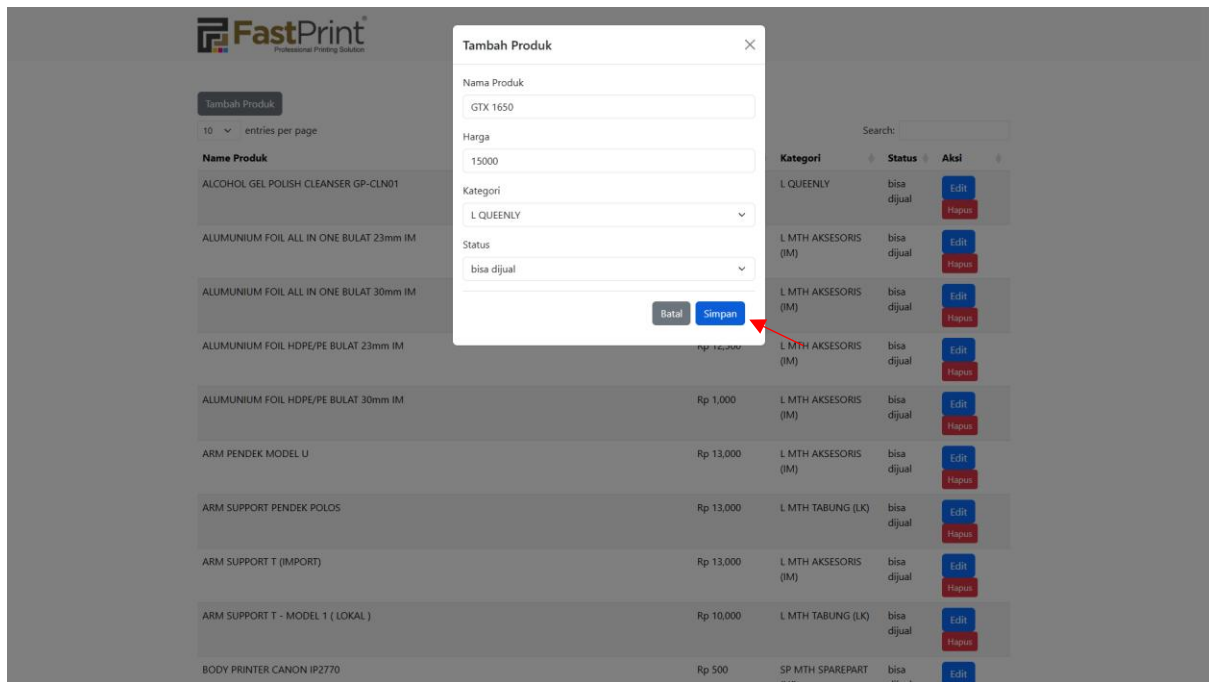 FastPrint
Professional Printing Solution
Tambah Produk
Nama Produk
GTX 1650
Harga
15000
Kategori
L QUEENLY
Status
bisa dijual
Batal Simpan
Tambah Produk
10 entries per page
Search:
Name Produk Kategori Status Aksi
ALCOHOL GEL POLISH CLEANSER GP-CLN01 L QUEENLY bisa Edit
dijual Hapus
ALUMUNIUM FOIL ALL IN ONE BULAT 23mm IM L MTH AKSESORIS bisa Edit
(IM) dijual Hapus
ALUMUNIUM FOIL ALL IN ONE BULAT 30mm IM L MTH AKSESORIS bisa Edit
(IM) dijual Hapus
ALUMUNIUM FOIL HDPE/PE BULAT 23mm IM Rp 12,500 L MTH AKSESORIS bisa Edit
(IM) dijual Hapus
ALUMUNIUM FOIL HDPE/PE BULAT 30mm IM Rp 1,000 L MTH AKSESORIS bisa Edit
(IM) dijual Hapus
ARM PENDEK MODEL U Rp 13,000 L MTH AKSESORIS bisa Edit
(IM) dijual Hapus
ARM SUPPORT PENDEK POLOS Rp 13,000 L MTH TABUNG (LK) bisa Edit
dijual Hapus
ARM SUPPORT T (IMPORT) Rp 13,000 L MTH AKSESORIS bisa Edit
(IM) dijual Hapus
ARM SUPPORT T - MODEL 1 ( LOKAL ) Rp 10,000 L MTH TABUNG (LK) bisa Edit
dijual Hapus
BODY PRINTER CANON IP2770 Rp 500 SP MTH SPAREPART bisa Edit